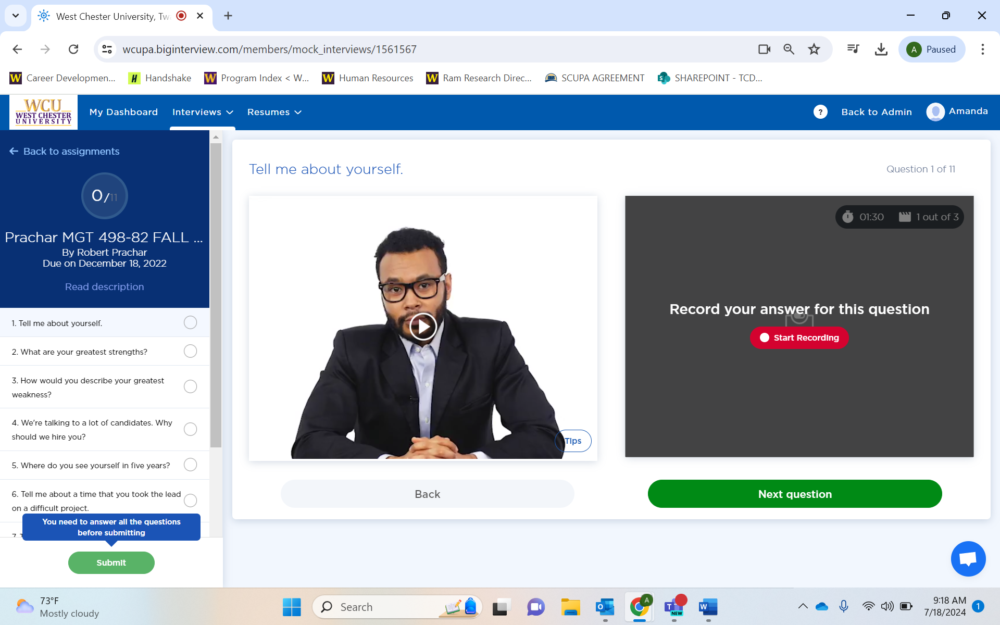 West Chester University, Tw
wcupa.biginterview.com/members/mock_interviews/1561567
A Paused
Career Developmen...
Handshake
Program Index < W...
Human Resources
Ram Research Direc...
SCUPA AGREEMENT
SHAREPOINT - TCD...
WCU
WEST CHESTER
UNIVERSITY
My Dashboard
Interviews
Resumes
?
Back to Admin
Amanda
Back to assignments
0/11
Prachar MGT 498-82 FALL ...
By Robert Prachar
Due on December 18, 2022
Read description
1. Tell me about yourself.
2. What are your greatest strengths?
3. How would you describe your greatest
weakness?
4. We're talking to a lot of candidates. Why
should we hire you?
5. Where do you see yourself in five years?
6. Tell me about a time that you took the lead
on a difficult project.
You need to answer all the questions
before submitting
Submit
Tell me about yourself.
Question 1 of 11
01:30
1 out of 3
Record your answer for this question
Start Recording
Tips
Back
Next question
73°F
Mostly cloudy
Search
NEW
9:18 AM
7/18/2024
1